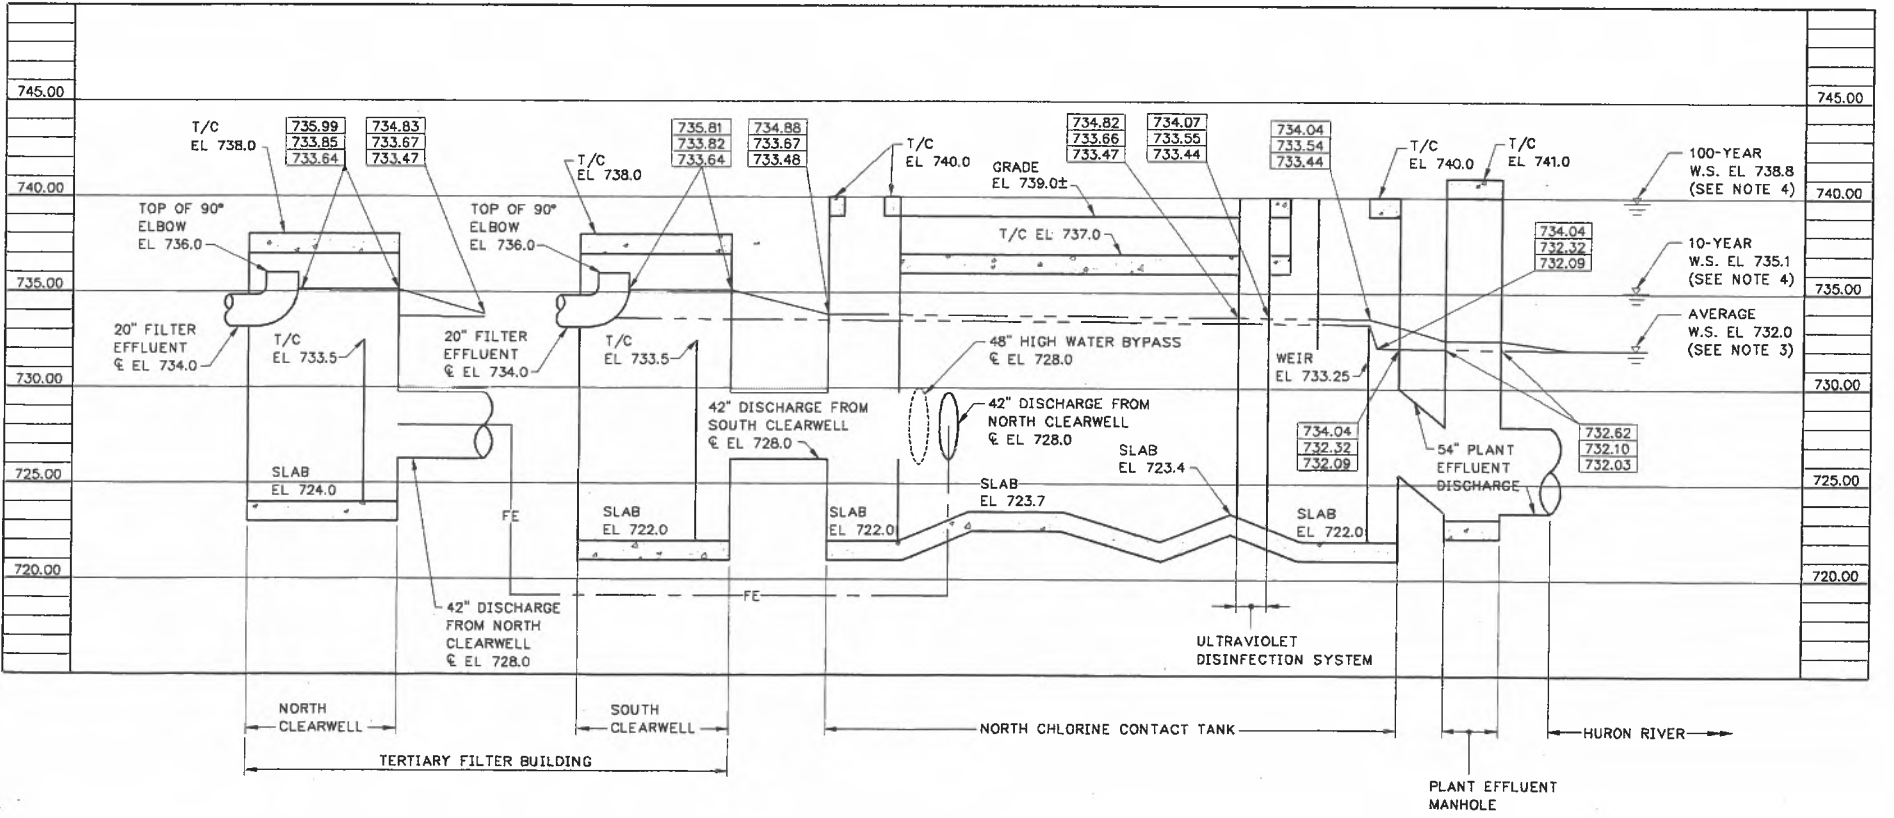 745.00
740.00
735.00
730.00
725.00
720.00
T/C
EL 738.0
735.99
733.85
733.64
734.83
733.67
733.47
TOP OF 90°
ELBOW
EL 736.0
20" FILTER
EFFLUENT
℄ EL 734.0
T/C
EL 733.5
SLAB
EL 724.0
42" DISCHARGE
FROM NORTH
CLEARWELL
℄ EL 728.0
FE
FE
T/C
EL 738.0
735.81
733.82
733.64
734.88
733.67
733.48
TOP OF 90°
ELBOW
EL 736.0
20" FILTER
EFFLUENT
℄ EL 734.0
T/C
EL 733.5
SLAB
EL 722.0
42" DISCHARGE FROM
SOUTH CLEARWELL
℄ EL 728.0
T/C
EL 740.0
GRADE
EL 739.0±
T/C EL 737.0
48" HIGH WATER BYPASS
℄ EL 728.0
42" DISCHARGE FROM
NORTH CLEARWELL
℄ EL 728.0
SLAB
EL 722.0
SLAB
EL 723.7
SLAB
EL 723.4
734.82
733.66
733.47
734.07
733.55
733.44
734.04
733.54
733.44
WEIR
EL 733.25
SLAB
EL 722.0
T/C
EL 740.0
T/C
EL 741.0
734.04
732.32
732.09
734.04
732.32
732.09
732.62
732.10
732.03
54" PLANT
EFFLUENT
DISCHARGE
100-YEAR
W.S. EL 738.8
(SEE NOTE 4)
10-YEAR
W.S. EL 735.1
(SEE NOTE 4)
AVERAGE
W.S. EL 732.0
(SEE NOTE 3)
745.00
740.00
735.00
730.00
725.00
720.00
ULTRAVIOLET
DISINFECTION SYSTEM
NORTH
CLEARWELL
SOUTH
CLEARWELL
TERTIARY FILTER BUILDING
NORTH CHLORINE CONTACT TANK
HURON RIVER
PLANT EFFLUENT
MANHOLE